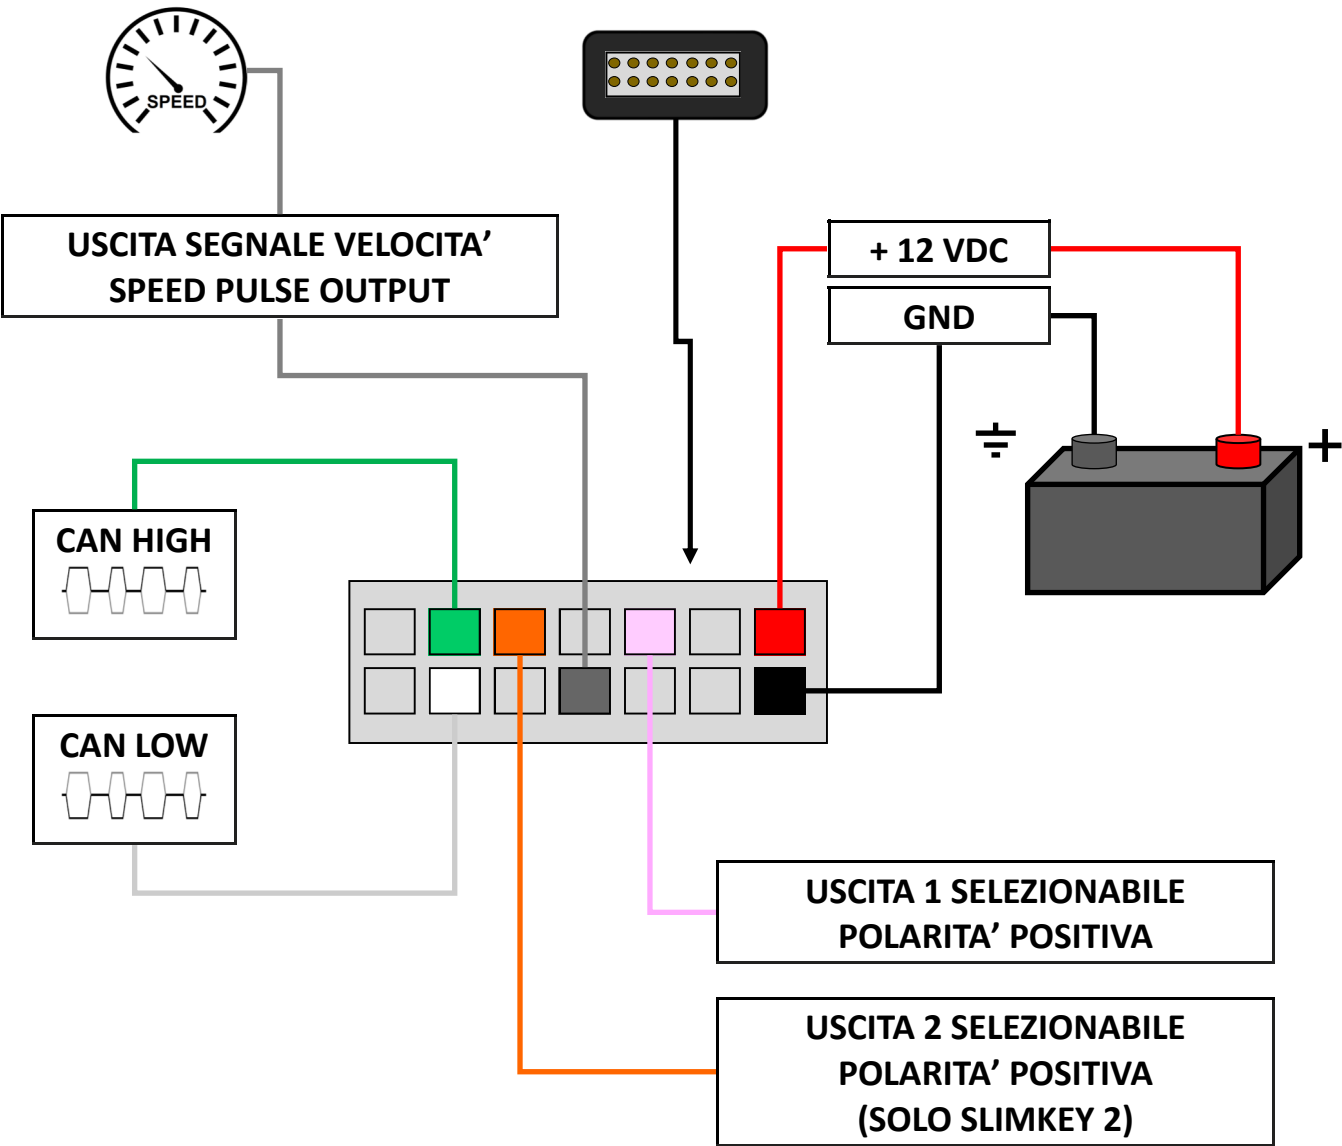 SPEED
USCITA SEGNALE VELOCITA’
SPEED PULSE OUTPUT
+ 12 VDC
GND
+
CAN HIGH
CAN LOW
USCITA 1 SELEZIONABILE
POLARITA’ POSITIVA
USCITA 2 SELEZIONABILE
POLARITA’ POSITIVA
(SOLO SLIMKEY 2)